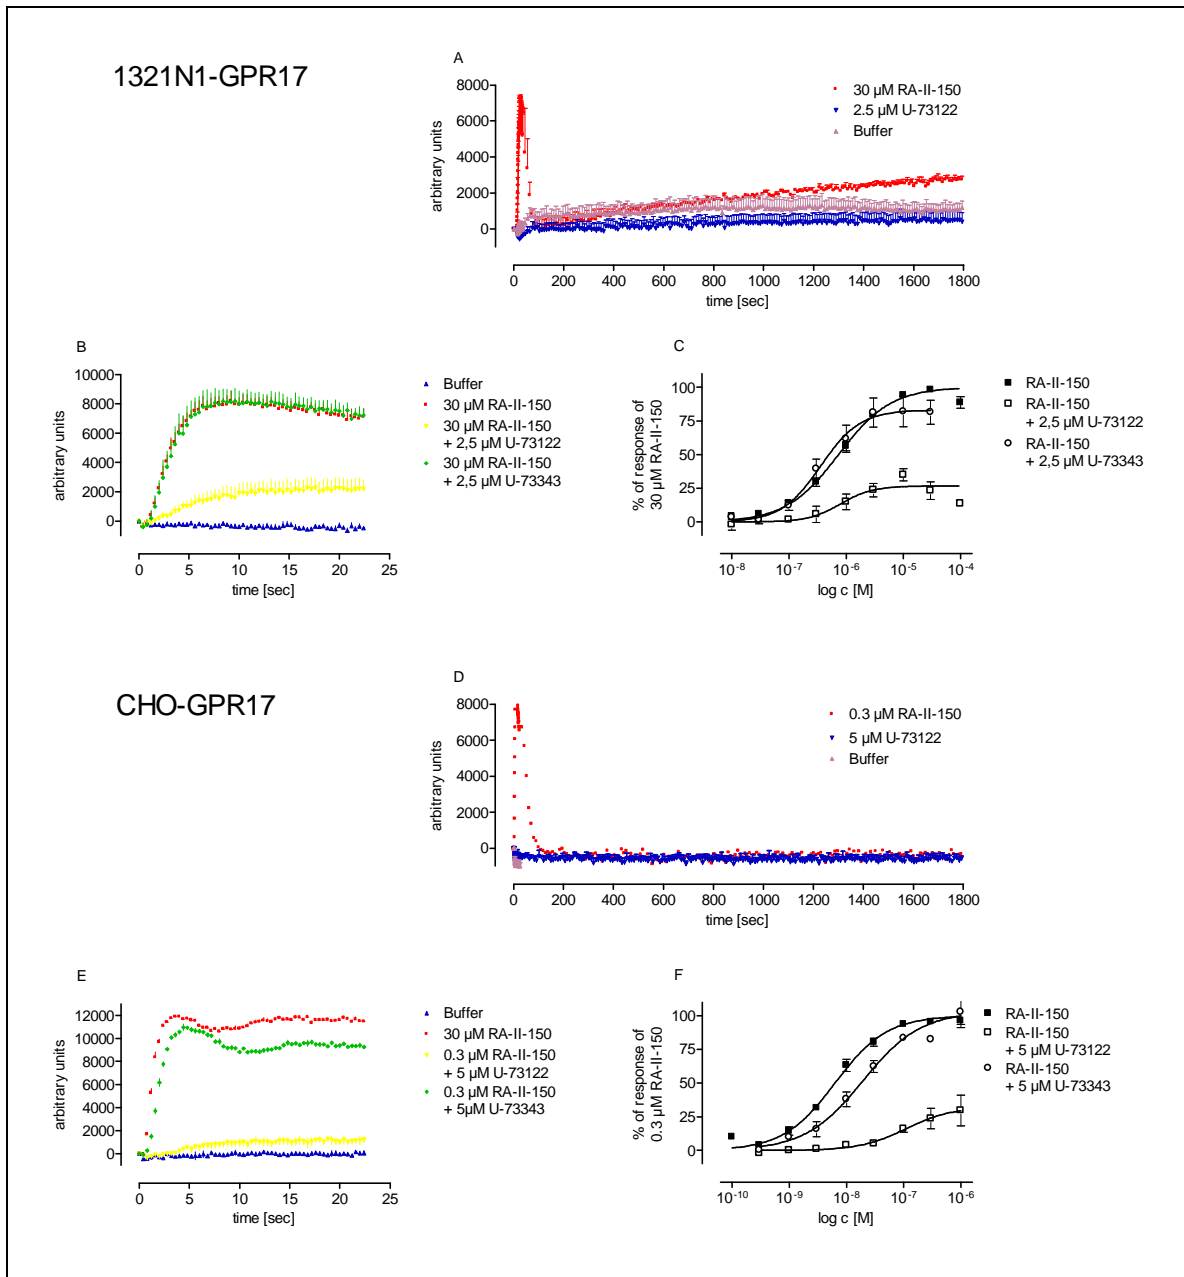 1321N1-GPR17
A
8000
6000
4000
2000
0
arbitrary units
0 200 400 600 800 1000 1200 1400 1600 1800
time [sec]
30 µM RA-II-150
2.5 µM U-73122
Buffer
B
10000
8000
6000
4000
2000
0
arbitrary units
0 5 10 15 20 25
time [sec]
Buffer
30 µM RA-II-150
30 µM RA-II-150
+ 2,5 µM U-73122
30 µM RA-II-150
+ 2,5 µM U-73343
C
100
75
50
25
0
% of response of
30 µM RA-II-150
10-8 10-7 10-6 10-5 10-4
log c [M]
RA-II-150
RA-II-150
+ 2,5 µM U-73122
RA-II-150
+ 2,5 µM U-73343
CHO-GPR17
D
8000
6000
4000
2000
0
arbitrary units
0 200 400 600 800 1000 1200 1400 1600 1800
time [sec]
0.3 µM RA-II-150
5 µM U-73122
Buffer
E
12000
10000
8000
6000
4000
2000
0
arbitrary units
0 5 10 15 20 25
time [sec]
Buffer
30 µM RA-II-150
0.3 µM RA-II-150
+ 5 µM U-73122
0.3 µM RA-II-150
+ 5µM U-73343
F
100
75
50
25
0
% of response of
0.3 µM RA-II-150
10-10 10-9 10-8 10-7 10-6
log c [M]
RA-II-150
RA-II-150
+ 5 µM U-73122
RA-II-150
+ 5 µM U-73343